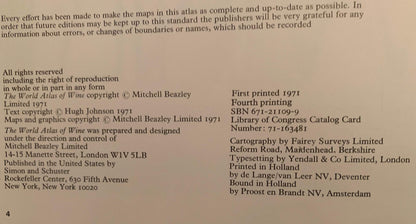 Every effort has been made to make the maps in this atlas as complete and up-to-date as possible. In
order that future editions may be kept up to this standard the publishers will be very grateful for any
information about errors, or changes of boundaries or names, which should be recorded
All rights reserved
including the right of reproduction
in whole or in part in any form
The World Atlas of Wine copyright © Mitchell Beazley
Limited 1971
Text copyright © Hugh Johnson 1971
Maps and graphics copyright © Mitchell Beazley Limited 1971
The World Atlas of Wine was prepared and designed
under the direction and control of
Mitchell Beazley Limited
14-15 Manette Street, London W1V 5LB
Published in the United States by
Simon and Schuster
Rockefeller Center, 630 Fifth Avenue
New York, New York 10020
First printed 1971
Fourth printing
SBN 671-21109-9
Library of Congress Catalog Card
Number: 71-163481
Cartography by Fairey Surveys Limited
Reform Road, Maidenhead. Berkshire
Typesetting by Yendall & Co Limited, London
Printed in Holland
by de Lange/van Leer NV, Deventer
Bound in Holland
by Proost en Brandt NV, Amsterdam
4